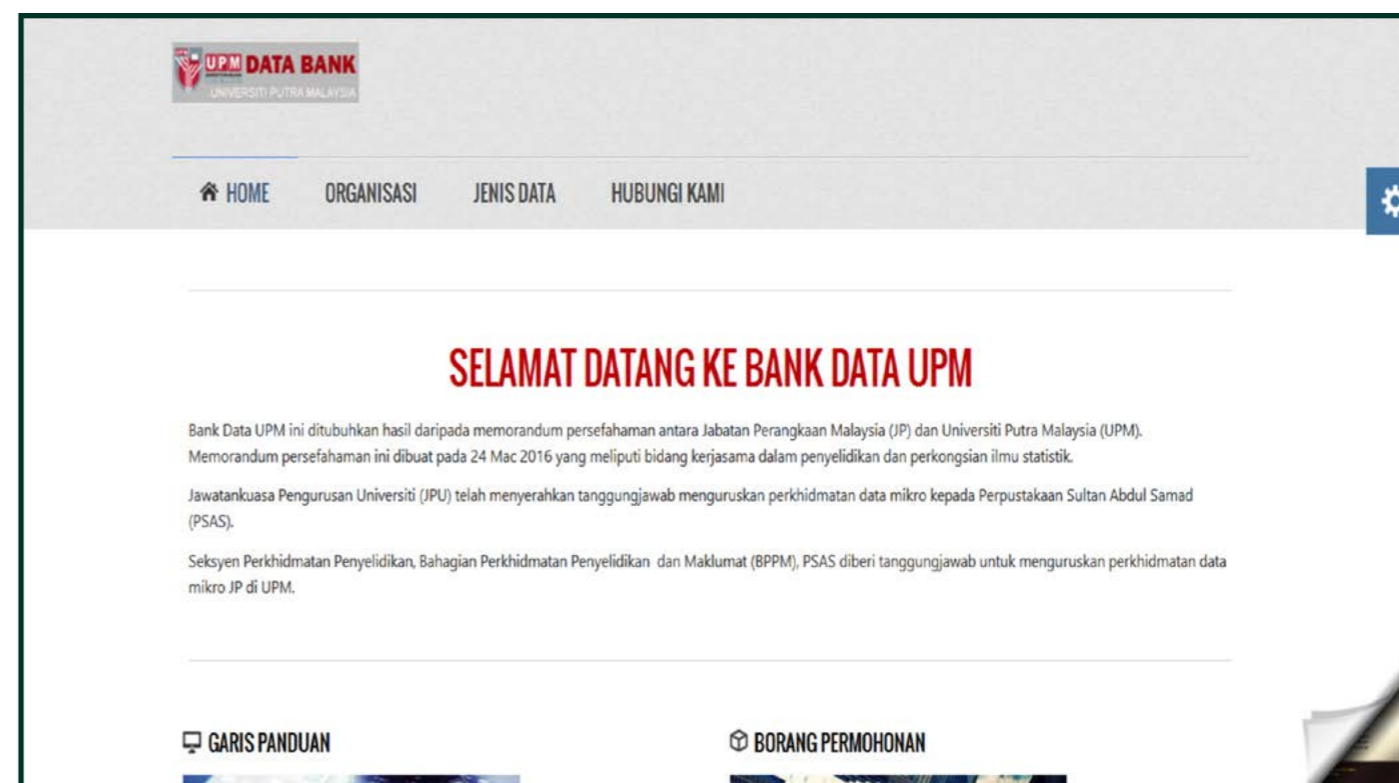 UPM DATA BANK
UNIVERSITI PUTRA MALAYSIA
HOME ORGANISASI JENIS DATA HUBUNGI KAMI
SELAMAT DATANG KE BANK DATA UPM
Bank Data UPM ini ditubuhkan hasil daripada memorandum persefahaman antara Jabatan Perangkaan Malaysia (JP) dan Universiti Putra Malaysia (UPM).
Memorandum persefahaman ini dibuat pada 24 Mac 2016 yang meliputi bidang kerjasama dalam penyelidikan dan perkongsian ilmu statistik.
Jawatankuasa Pengurusan Universiti (JPU) telah menyerahkan tanggungjawab menguruskan perkhidmatan data mikro kepada Perpustakaan Sultan Abdul Samad
(PSAS).
Seksyen Perkhidmatan Penyelidikan, Bahagian Perkhidmatan Penyelidikan dan Maklumat (BPPM), PSAS diberi tanggungjawab untuk menguruskan perkhidmatan data
mikro JP di UPM.
GARIS PANDUAN BORANG PERMOHONAN